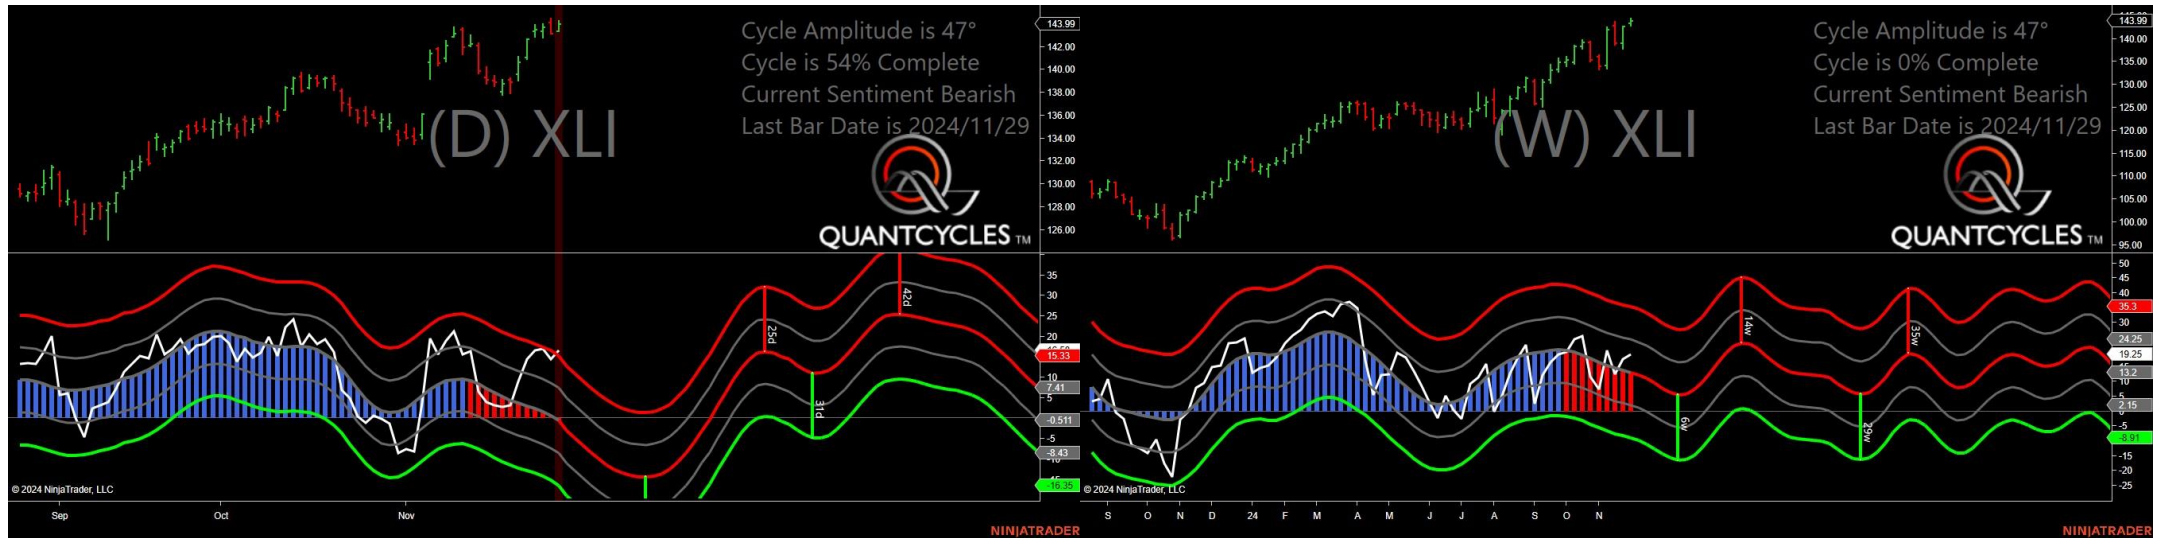 Cycle Amplitude is 47°
Cycle is 54% Complete
Current Sentiment Bearish
Last Bar Date is 2024/11/29
(D) XLI
QUANTCYCLES TM
143.99
142.00
140.00
138.00
136.00
134.00
132.00
130.00
128.00
126.00
35
30
25
20
15.33
10
7.41
5
-0.511
-5
-8.43
-16.35
25d
42d
31d
© 2024 NinjaTrader, LLC
Sep Oct Nov
NINJATRADER
Cycle Amplitude is 47°
Cycle is 0% Complete
Current Sentiment Bearish
Last Bar Date is 2024/11/29
(W) XLI
QUANTCYCLES TM
143.99
140.00
135.00
130.00
125.00
120.00
115.00
110.00
105.00
100.00
95.00
50
45
40
35.3
30
24.25
19.25
13.2
2.15
-5
-8.91
-15
-20
-25
14w
35w
6w
29w
© 2024 NinjaTrader, LLC
S O N D 24 F M A M J J A S O N
NINJATRADER